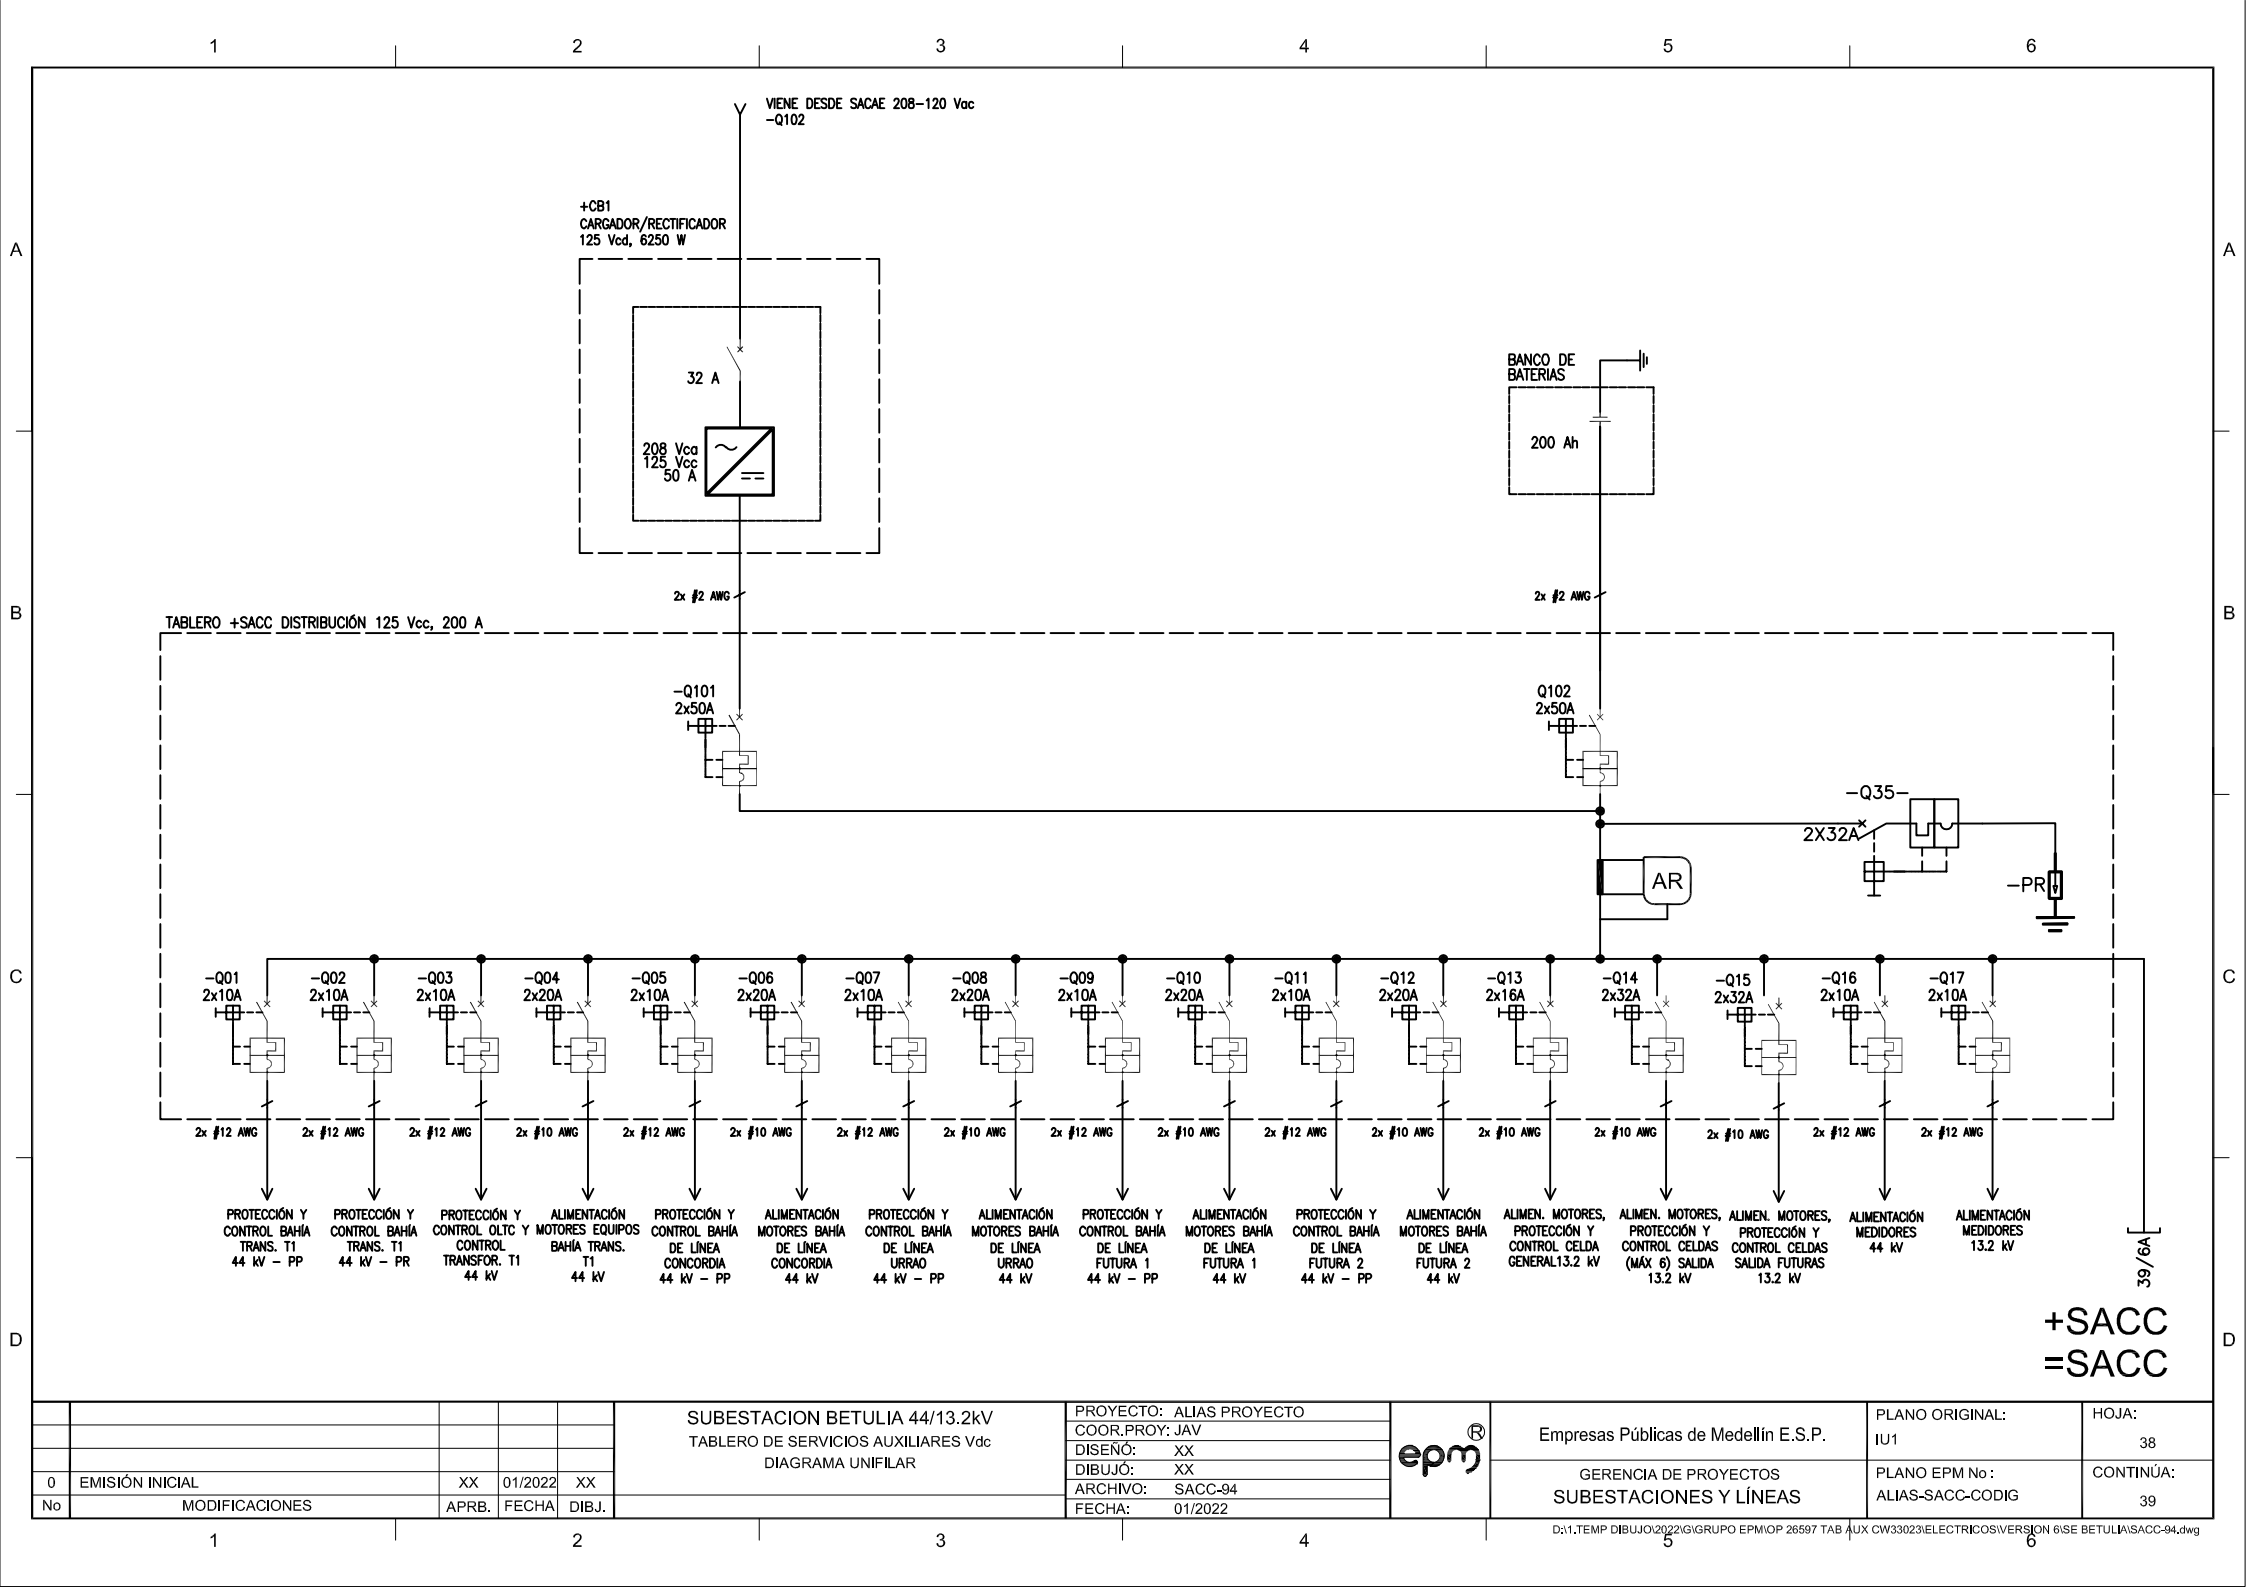 1 2 3 4 5 6
VIENE DESDE SACAE 208-120 Vac
-Q102
+CB1
CARGADOR/RECTIFICADOR
125 Vcd, 6250 W
A
A
32 A
208 Vca
125 Vcc
50 A
BANCO DE
BATERIAS
200 Ah
2x #2 AWG
2x #2 AWG
B
B
TABLERO +SACC DISTRIBUCIÓN 125 Vcc, 200 A
-Q101
2x50A
Q102
2x50A
-Q35-
2X32A
AR
-PR
C
C
-Q01
2x10A
-Q02
2x10A
-Q03
2x10A
-Q04
2x20A
-Q05
2x10A
-Q06
2x20A
-Q07
2x10A
-Q08
2x20A
-Q09
2x10A
-Q10
2x20A
-Q11
2x10A
-Q12
2x20A
-Q13
2x16A
-Q14
2x32A
-Q15
2x32A
-Q16
2x10A
-Q17
2x10A
2x #12 AWG
2x #12 AWG
2x #12 AWG
2x #10 AWG
2x #12 AWG
2x #10 AWG
2x #12 AWG
2x #10 AWG
2x #12 AWG
2x #10 AWG
2x #12 AWG
2x #10 AWG
2x #10 AWG
2x #10 AWG
2x #10 AWG
2x #12 AWG
2x #12 AWG
PROTECCIÓN Y
CONTROL BAHÍA
TRANS. T1
44 kV - PP
PROTECCIÓN Y
CONTROL BAHÍA
TRANS. T1
44 kV - PR
PROTECCIÓN Y
CONTROL OLTC Y
CONTROL
TRANSFOR. T1
44 kV
ALIMENTACIÓN
MOTORES EQUIPOS
BAHÍA TRANS.
T1
44 kV
PROTECCIÓN Y
CONTROL BAHÍA
DE LÍNEA
CONCORDIA
44 kV - PP
ALIMENTACIÓN
MOTORES BAHÍA
DE LÍNEA
CONCORDIA
44 kV
PROTECCIÓN Y
CONTROL BAHÍA
DE LÍNEA
URRAO
44 kV - PP
ALIMENTACIÓN
MOTORES BAHÍA
DE LÍNEA
URRAO
44 kV
PROTECCIÓN Y
CONTROL BAHÍA
DE LÍNEA
FUTURA 1
44 kV - PP
ALIMENTACIÓN
MOTORES BAHÍA
DE LÍNEA
FUTURA 1
44 kV
PROTECCIÓN Y
CONTROL BAHÍA
DE LÍNEA
FUTURA 2
44 kV - PP
ALIMENTACIÓN
MOTORES BAHÍA
DE LÍNEA
FUTURA 2
44 kV
ALIMEN. MOTORES,
PROTECCIÓN Y
CONTROL CELDA
GENERAL13.2 kV
ALIMEN. MOTORES,
PROTECCIÓN Y
CONTROL CELDAS
(MÁX 6) SALIDA
13.2 kV
ALIMEN. MOTORES,
PROTECCIÓN Y
CONTROL CELDAS
SALIDA FUTURAS
13.2 kV
ALIMENTACIÓN
MEDIDORES
44 kV
ALIMENTACIÓN
MEDIDORES
13.2 kV
39/6A
D
D
+SACC
=SACC
0 EMISIÓN INICIAL XX 01/2022 XX
No MODIFICACIONES APRB. FECHA DIBJ.
SUBESTACION BETULIA 44/13.2kV
TABLERO DE SERVICIOS AUXILIARES Vdc
DIAGRAMA UNIFILAR
PROYECTO: ALIAS PROYECTO
COOR.PROY: JAV
DISEÑÓ: XX
DIBUJÓ: XX
ARCHIVO: SACC-94
FECHA: 01/2022
epm®
Empresas Públicas de Medellín E.S.P.
GERENCIA DE PROYECTOS
SUBESTACIONES Y LÍNEAS
PLANO ORIGINAL:
IU1
PLANO EPM No :
ALIAS-SACC-CODIG
HOJA:
38
CONTINÚA:
39
D:\1.TEMP DIBUJO\2022\G\GRUPO EPM\OP 26597 TAB AUX CW33023\ELECTRICOS\VERSION 6\SE BETULIA\SACC-94.dwg
1 2 3 4 5 6